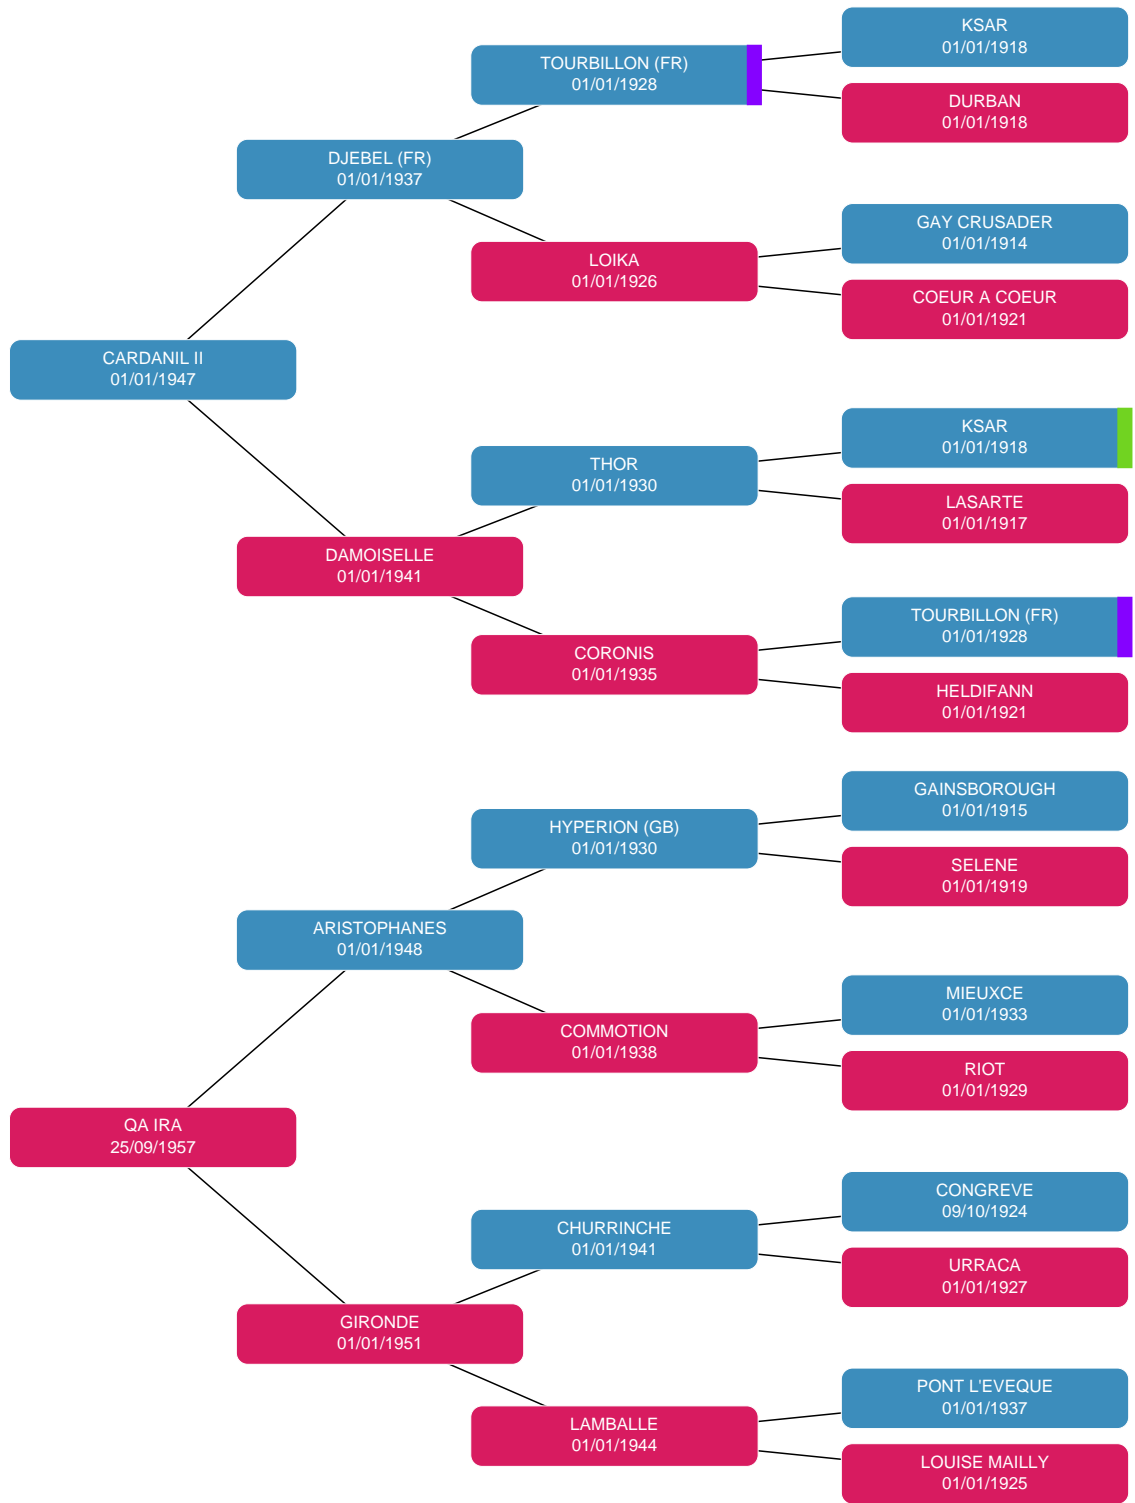 KSAR
01/01/1918
TOURBILLON (FR)
01/01/1928
DURBAN
01/01/1918
DJEBEL (FR)
01/01/1937
GAY CRUSADER
01/01/1914
LOIKA
01/01/1926
COEUR A COEUR
01/01/1921
CARDANIL II
01/01/1947
KSAR
01/01/1918
THOR
01/01/1930
LASARTE
01/01/1917
DAMOISELLE
01/01/1941
TOURBILLON (FR)
01/01/1928
CORONIS
01/01/1935
HELDIFANN
01/01/1921
GAINSBOROUGH
01/01/1915
HYPERION (GB)
01/01/1930
SELENE
01/01/1919
ARISTOPHANES
01/01/1948
MIEUXCE
01/01/1933
COMMOTION
01/01/1938
RIOT
01/01/1929
QA IRA
25/09/1957
CONGREVE
09/10/1924
CHURRINCHE
01/01/1941
URRACA
01/01/1927
GIRONDE
01/01/1951
PONT L'EVEQUE
01/01/1937
LAMBALLE
01/01/1944
LOUISE MAILLY
01/01/1925